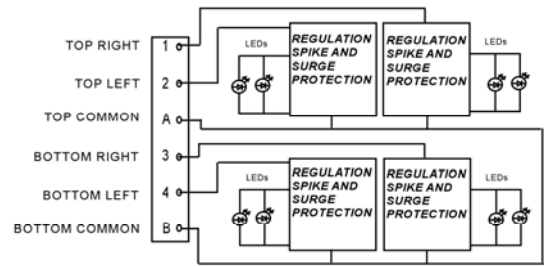 TOP RIGHT
TOP LEFT
TOP COMMON
BOTTOM RIGHT
BOTTOM LEFT
BOTTOM COMMON
1
2
A
3
4
B
LEDs
REGULATION
SPIKE AND
SURGE
PROTECTION
REGULATION
SPIKE AND
SURGE
PROTECTION
LEDs
LEDs
REGULATION
SPIKE AND
SURGE
PROTECTION
REGULATION
SPIKE AND
SURGE
PROTECTION
LEDs